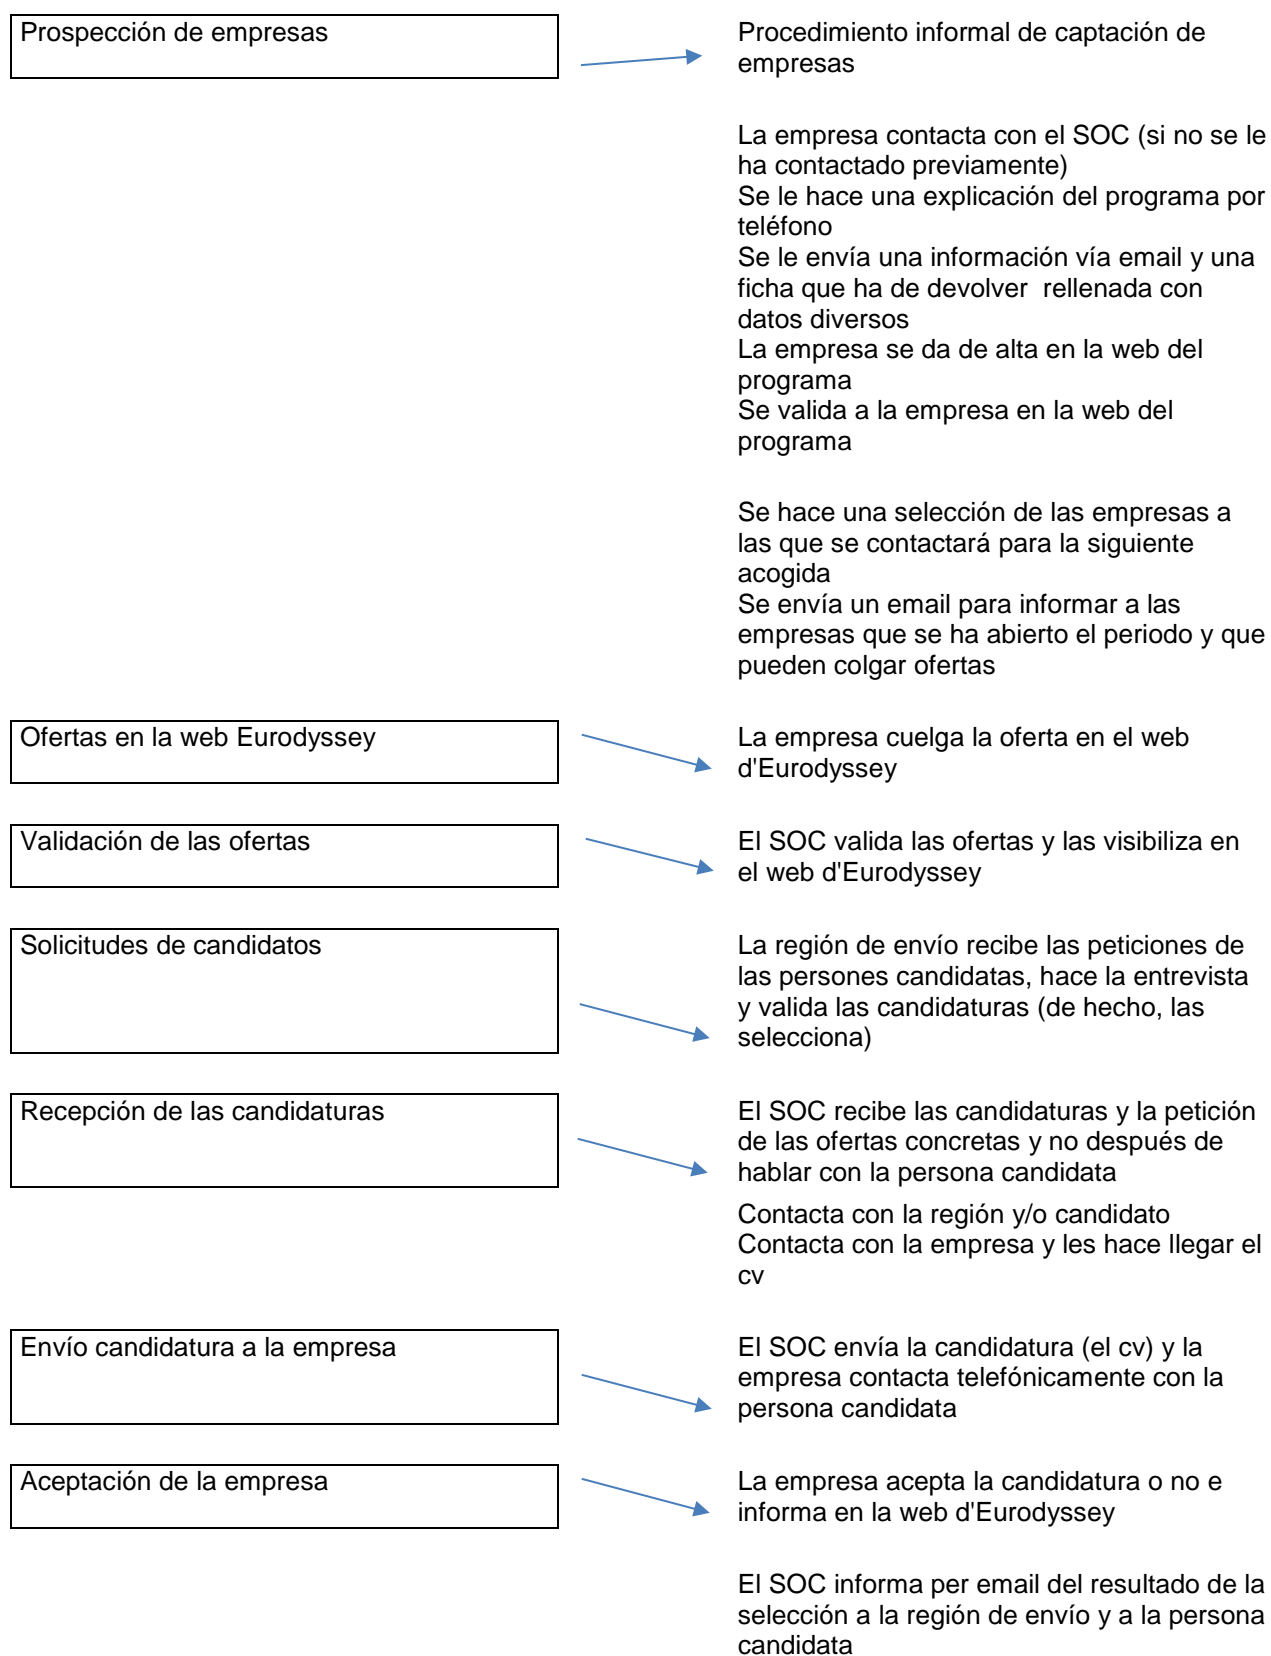 Prospección de empresas
Procedimiento informal de captación de
empresas
La empresa contacta con el SOC (si no se le
ha contactado previamente)
Se le hace una explicación del programa por
teléfono
Se le envía una información vía email y una
ficha que ha de devolver  rellenada con
datos diversos
La empresa se da de alta en la web del
programa
Se valida a la empresa en la web del
programa
Se hace una selección de las empresas a
las que se contactará para la siguiente
acogida
Se envía un email para informar a las
empresas que se ha abierto el periodo y que
pueden colgar ofertas
Ofertas en la web Eurodyssey
La empresa cuelga la oferta en el web
d'Eurodyssey
Validación de las ofertas
El SOC valida las ofertas y las visibiliza en
el web d'Eurodyssey
Solicitudes de candidatos
La región de envío recibe las peticiones de
las persones candidatas, hace la entrevista
y valida las candidaturas (de hecho, las
selecciona)
Recepción de las candidaturas
El SOC recibe las candidaturas y la petición
de las ofertas concretas y no después de
hablar con la persona candidata
Contacta con la región y/o candidato
Contacta con la empresa y les hace llegar el
cv
Envío candidatura a la empresa
El SOC envía la candidatura (el cv) y la
empresa contacta telefónicamente con la
persona candidata
Aceptación de la empresa
La empresa acepta la candidatura o no e
informa en la web d'Eurodyssey
El SOC informa per email del resultado de la
selección a la región de envío y a la persona
candidata